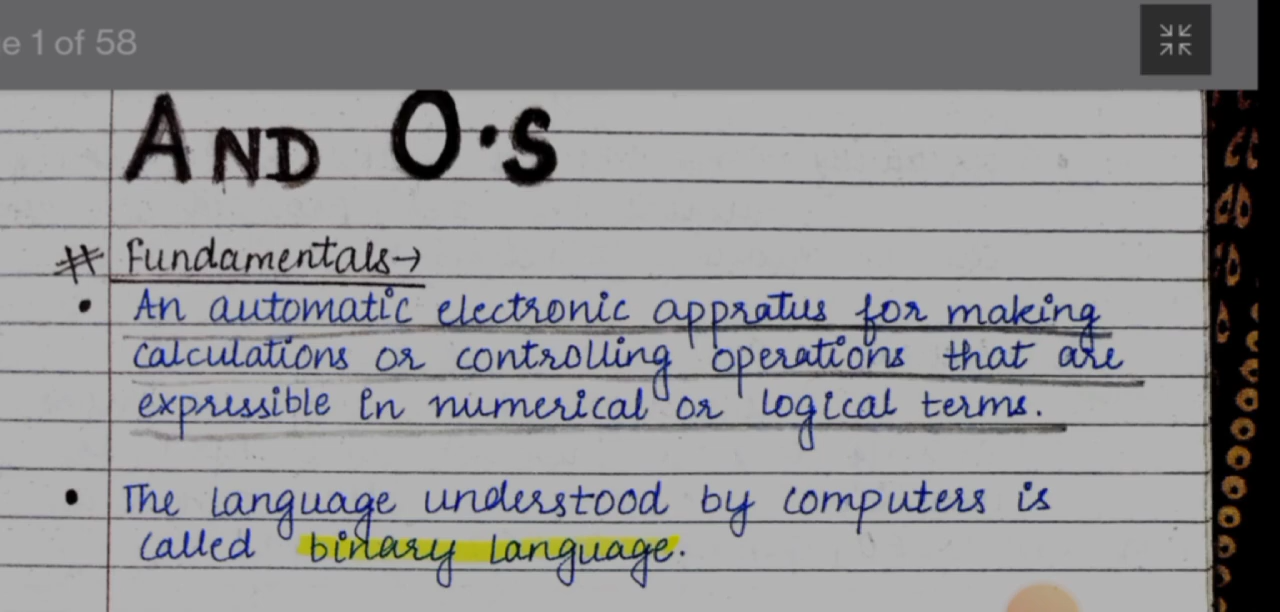 e 1 of 58
AND O.S
# Fundamentals→
• An automatic electronic appratus for making
calculations or controlling operations that are
expressible in numerical or logical terms.
• The language understood by computers is
called binary language.